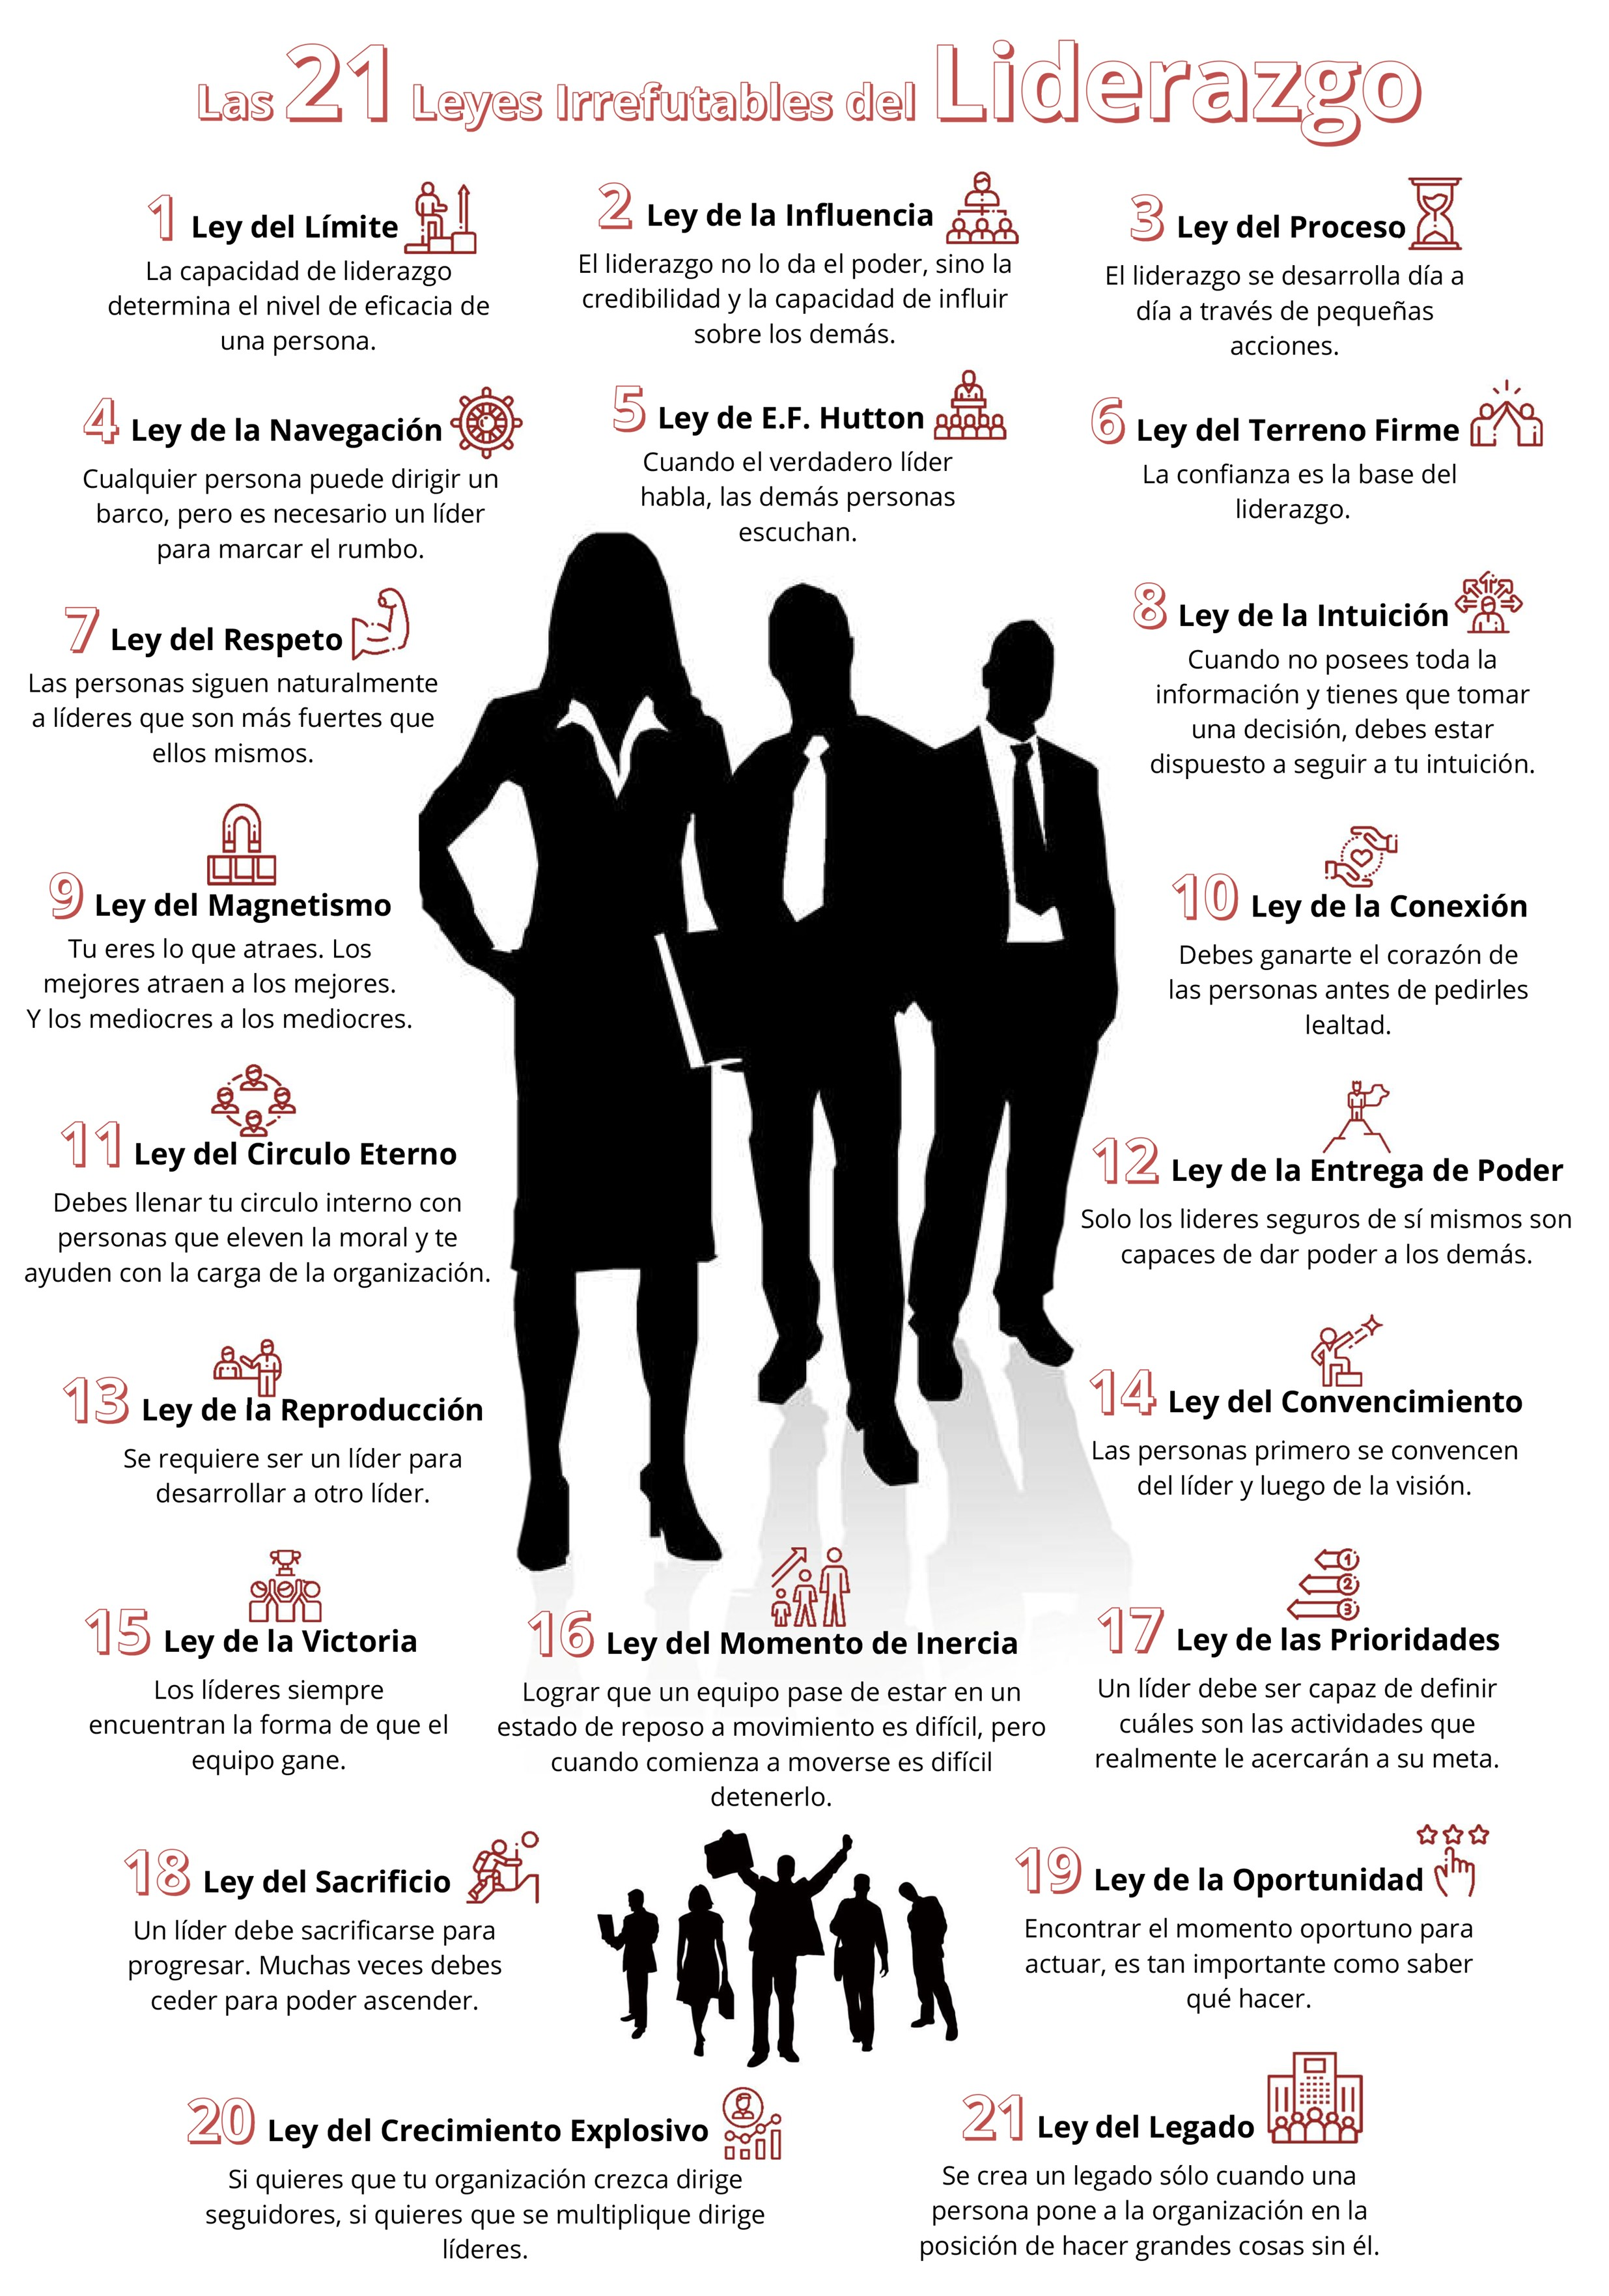 Las 21 Leyes Irrefutables del Liderazgo
1 Ley del Límite
La capacidad de liderazgo
determina el nivel de eficacia de
una persona.
2 Ley de la Influencia
El liderazgo no lo da el poder, sino la
credibilidad y la capacidad de influir
sobre los demás.
3 Ley del Proceso
El liderazgo se desarrolla día a
día a través de pequeñas
acciones.
4 Ley de la Navegación
Cualquier persona puede dirigir un
barco, pero es necesario un líder
para marcar el rumbo.
5 Ley de E.F. Hutton
Cuando el verdadero líder
habla, las demás personas
escuchan.
6 Ley del Terreno Firme
La confianza es la base del
liderazgo.
7 Ley del Respeto
Las personas siguen naturalmente
a líderes que son más fuertes que
ellos mismos.
8 Ley de la Intuición
Cuando no posees toda la
información y tienes que tomar
una decisión, debes estar
dispuesto a seguir a tu intuición.
9 Ley del Magnetismo
Tu eres lo que atraes. Los
mejores atraen a los mejores.
Y los mediocres a los mediocres.
10 Ley de la Conexión
Debes ganarte el corazón de
las personas antes de pedirles
lealtad.
11 Ley del Circulo Eterno
Debes llenar tu circulo interno con
personas que eleven la moral y te
ayuden con la carga de la organización.
12 Ley de la Entrega de Poder
Solo los lideres seguros de sí mismos son
capaces de dar poder a los demás.
13 Ley de la Reproducción
Se requiere ser un líder para
desarrollar a otro líder.
14 Ley del Convencimiento
Las personas primero se convencen
del líder y luego de la visión.
15 Ley de la Victoria
Los líderes siempre
encuentran la forma de que el
equipo gane.
16 Ley del Momento de Inercia
Lograr que un equipo pase de estar en un
estado de reposo a movimiento es difícil, pero
cuando comienza a moverse es difícil
detenerlo.
17 Ley de las Prioridades
1
2
3
Un líder debe ser capaz de definir
cuáles son las actividades que
realmente le acercarán a su meta.
18 Ley del Sacrificio
Un líder debe sacrificarse para
progresar. Muchas veces debes
ceder para poder ascender.
19 Ley de la Oportunidad
Encontrar el momento oportuno para
actuar, es tan importante como saber
qué hacer.
20 Ley del Crecimiento Explosivo
Si quieres que tu organización crezca dirige
seguidores, si quieres que se multiplique dirige
líderes.
21 Ley del Legado
Se crea un legado sólo cuando una
persona pone a la organización en la
posición de hacer grandes cosas sin él.